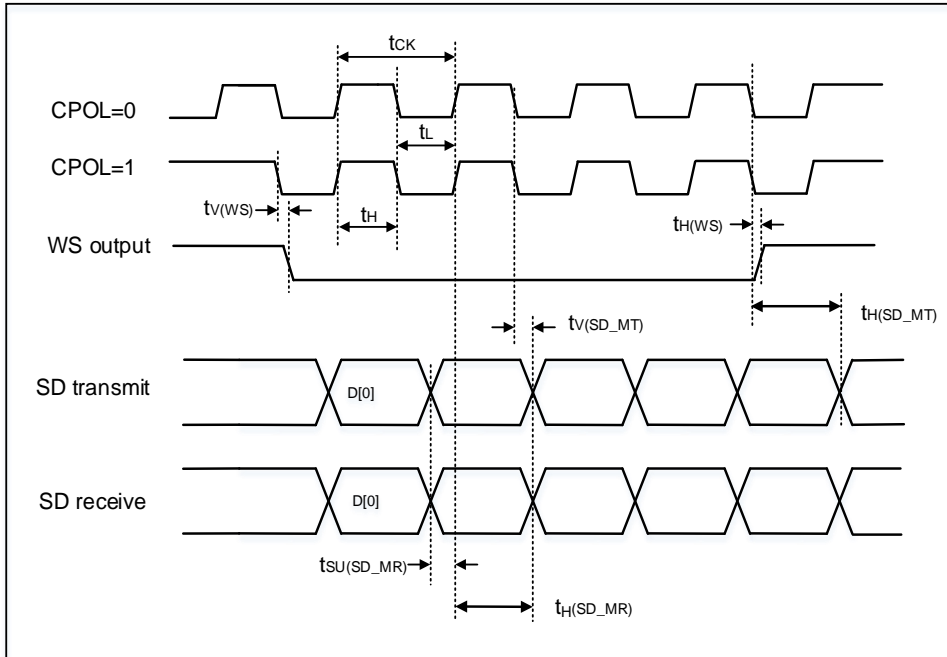 tCK
CPOL=0
tL
CPOL=1
tV(WS)
tH
tH(WS)
WS output
tV(SD_MT)
tH(SD_MT)
SD transmit
D[0]
SD receive
D[0]
tSU(SD_MR)
tH(SD_MR)